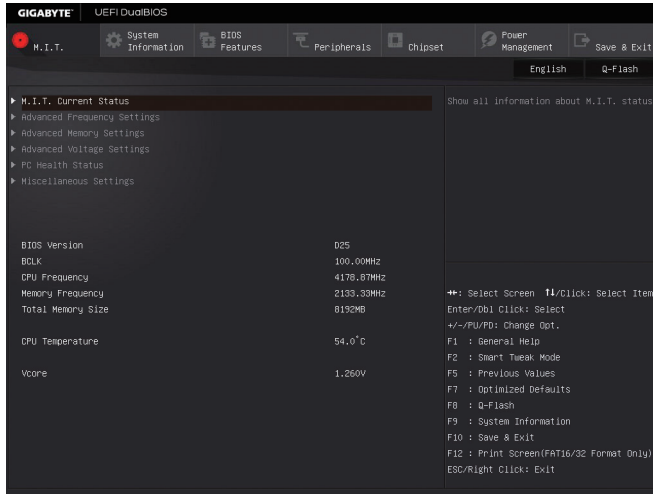 GIGABYTE™ UEFI DualBIOS
M.I.T.
System Information
BIOS Features
Peripherals
Chipset
Power Management
Save & Exit
English
Q-Flash
M.I.T. Current Status
Advanced Frequency Settings
Advanced Memory Settings
Advanced Voltage Settings
PC Health Status
Miscellaneous Settings
BIOS Version D25
BCLK 100.00MHz
CPU Frequency 4178.87MHz
Memory Frequency 2133.33MHz
Total Memory Size 8192MB
CPU Temperature 54.0°C
Vcore 1.260V
Show all information about M.I.T. status
→←: Select Screen ↑↓/Click: Select Item
Enter/Dbl Click: Select
+/-/PU/PD: Change Opt.
F1 : General Help
F2 : Smart Tweak Mode
F5 : Previous Values
F7 : Optimized Defaults
F8 : Q-Flash
F9 : System Information
F10 : Save & Exit
F12 : Print Screen(FAT16/32 Format Only)
ESC/Right Click: Exit